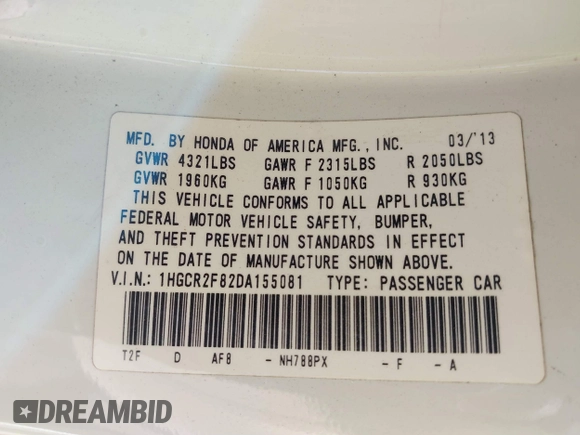 MFD. BY HONDA OF AMERICA MFG., INC. 03/'13
GVWR 4321LBS GAWR F 2315LBS R 2050LBS
GVWR 1960KG GAWR F 1050KG R 930KG
THIS VEHICLE CONFORMS TO ALL APPLICABLE
FEDERAL MOTOR VEHICLE SAFETY, BUMPER,
AND THEFT PREVENTION STANDARDS IN EFFECT
ON THE DATE OF MANUFACTURE SHOWN ABOVE.
V.I.N.: 1HGCR2F82DA155081 TYPE: PASSENGER CAR
T2F D AF8 - NH788PX - F - A
DREAMBID